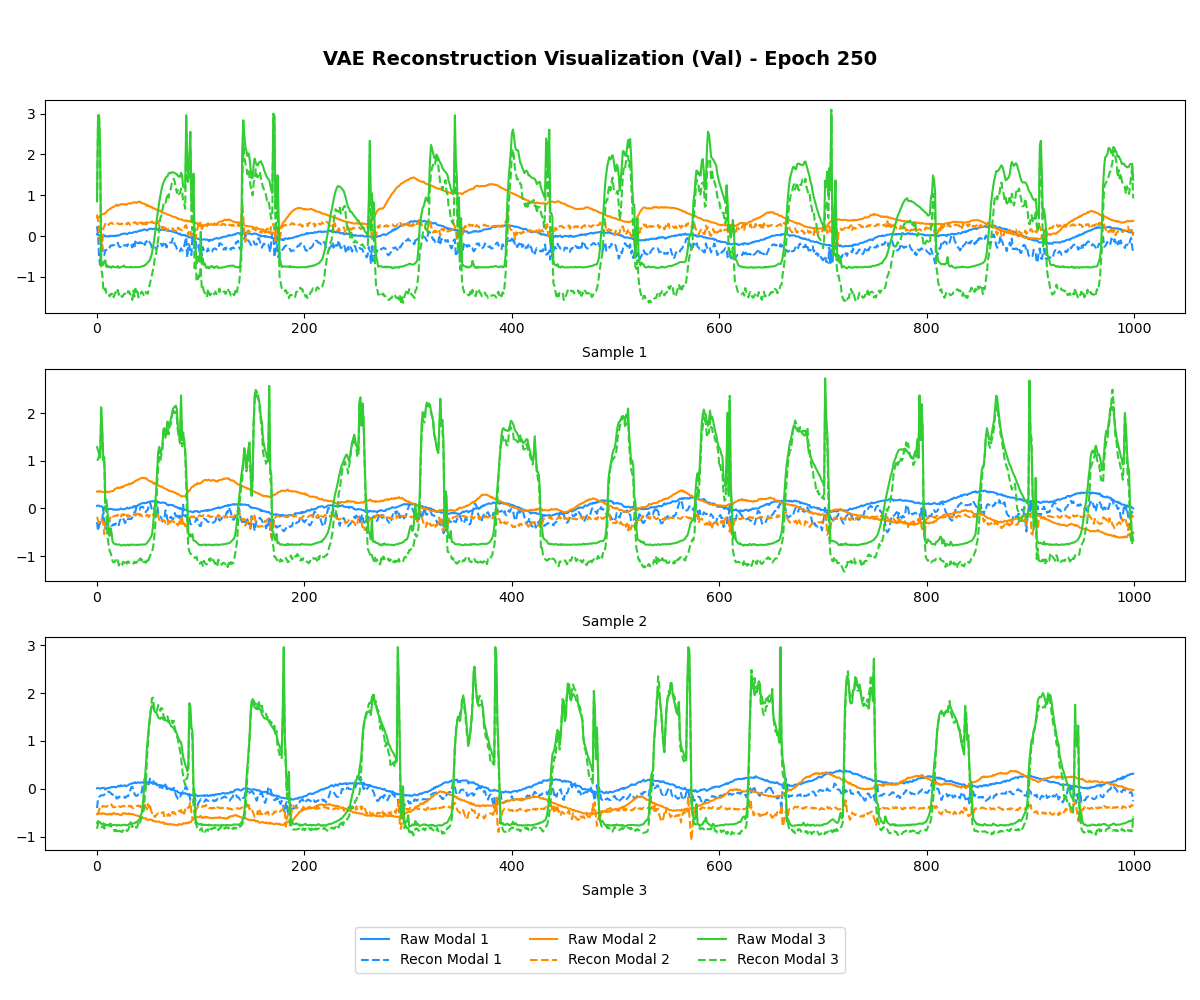 VAE Reconstruction Visualization (Val) - Epoch 250
3
2
1
0
−1
0 200 400 600 800 1000
Sample 1
2
1
0
−1
0 200 400 600 800 1000
Sample 2
3
2
1
0
−1
0 200 400 600 800 1000
Sample 3
Raw Modal 1 Raw Modal 2 Raw Modal 3
Recon Modal 1 Recon Modal 2 Recon Modal 3